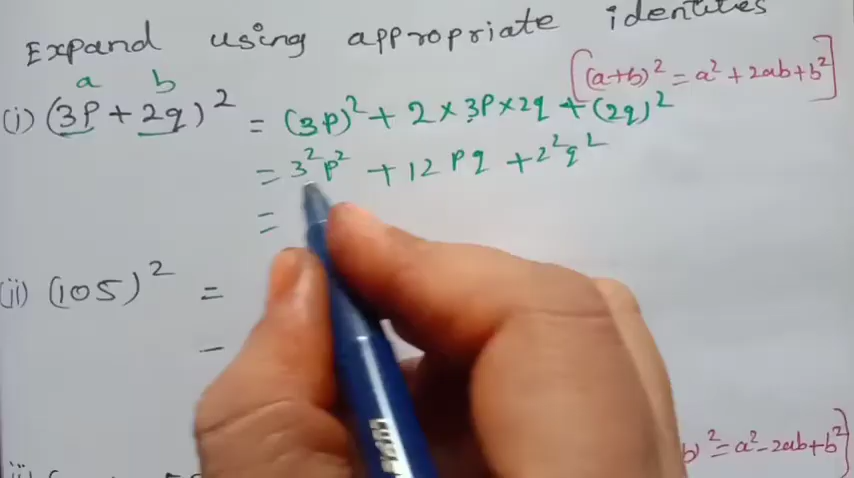 Expand using appropriate identities
a b
[(a+b)² = a² + 2ab + b²]
(i) (3p + 2q)² = (3p)² + 2 × 3p × 2q + (2q)²
= 3²p² + 12pq + 2²q²
=
(ii) (105)² =
b)² = a² - 2ab + b²]